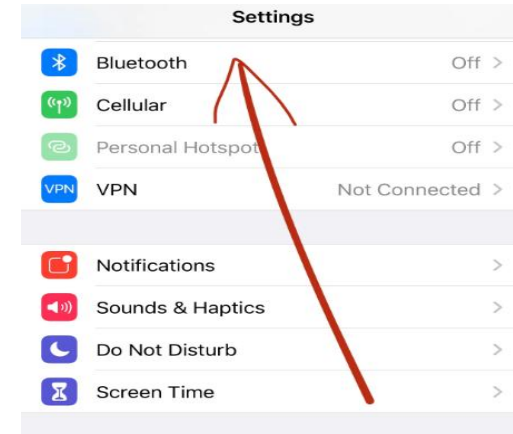 Settings
Bluetooth Off
Cellular Off
Personal Hotspot Off
VPN VPN Not Connected
Notifications
Sounds & Haptics
Do Not Disturb
Screen Time